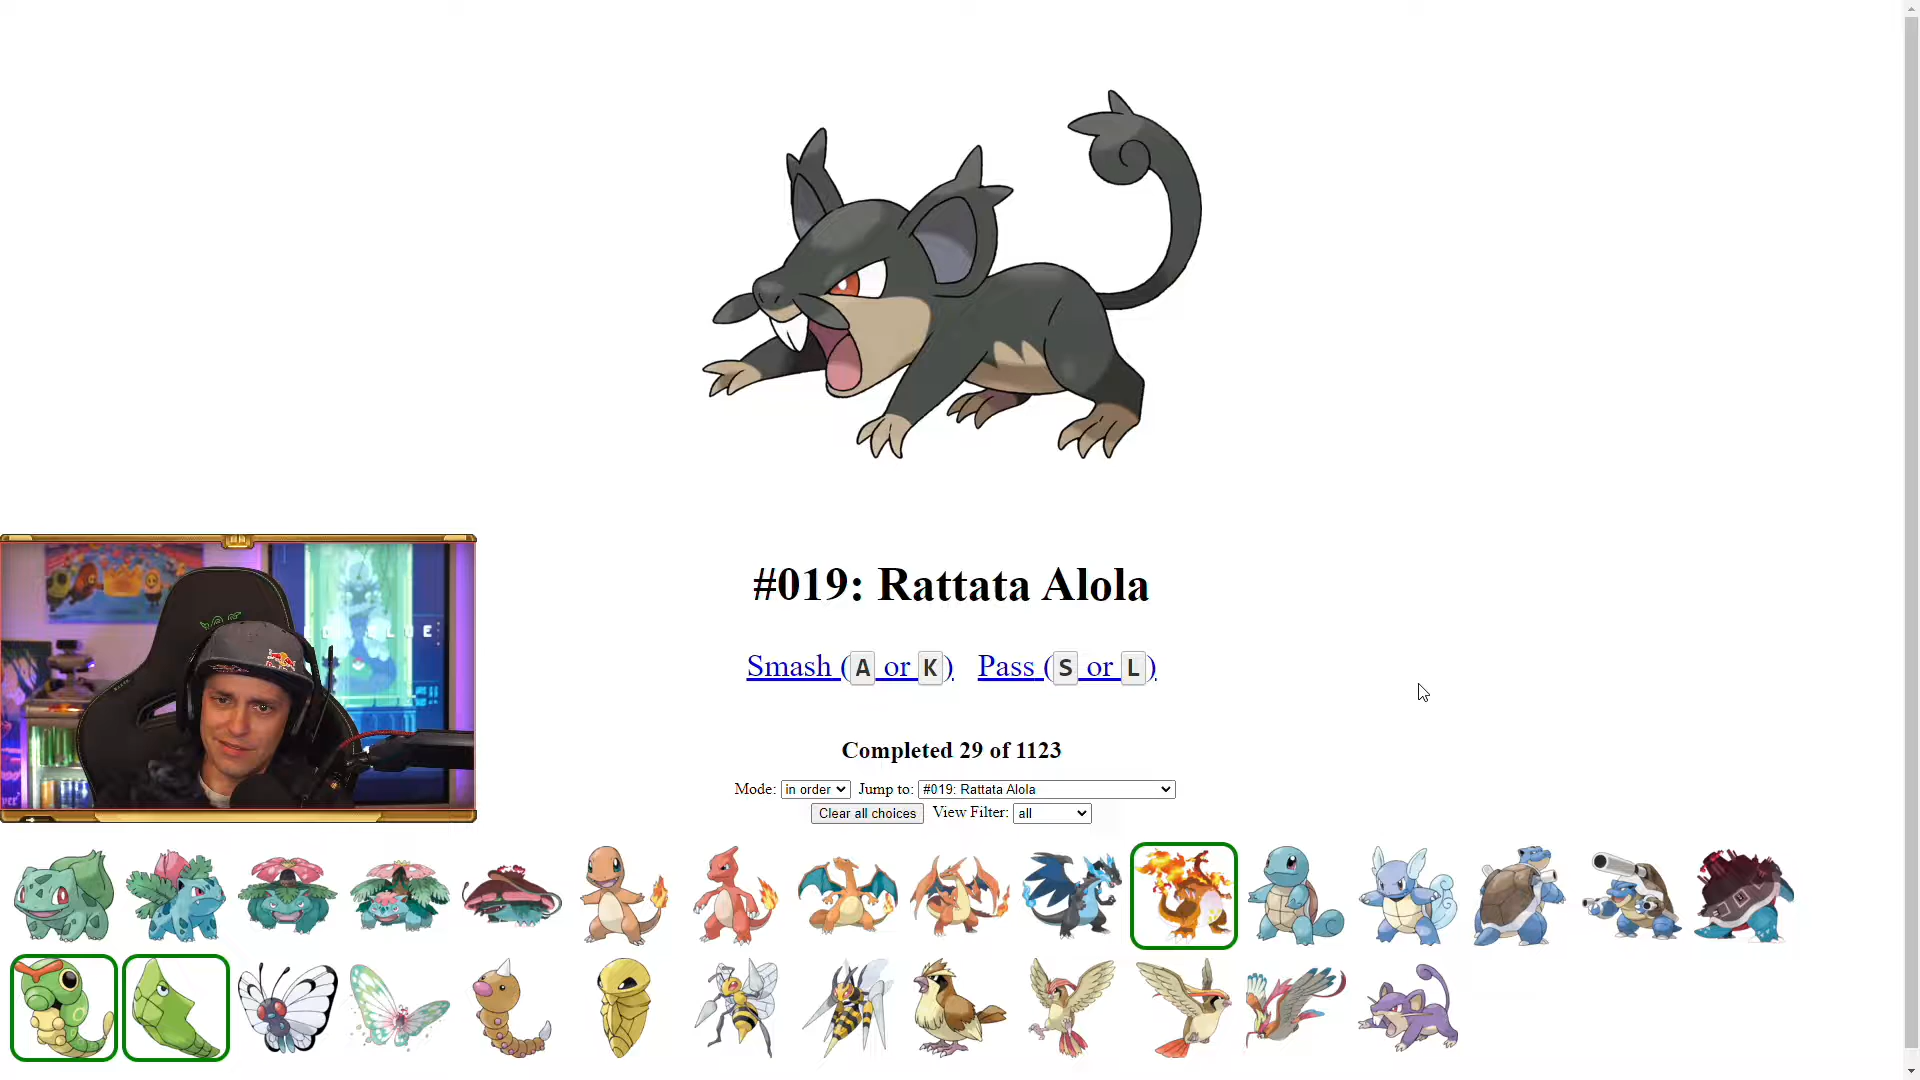 #019: Rattata Alola
Smash (A or K) Pass (S or L)
Completed 29 of 1123
Mode: in order Jump to: #019: Rattata Alola
Clear all choices View Filter: all